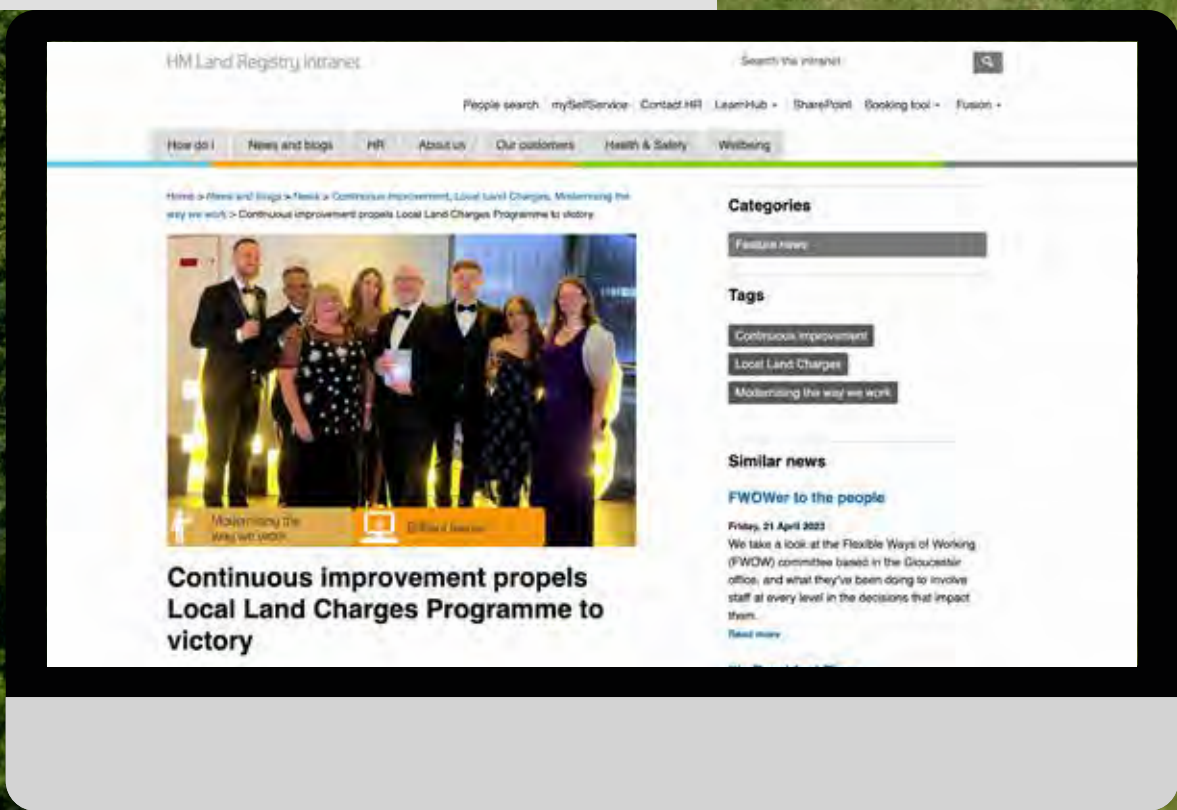 HM Land Registry Intranet
Search the intranet
People search mySelfService Contact HR LearnHub SharePoint Booking tool Fusion
How do I News and blogs HR About us Our customers Health & Safety Wellbeing
Home > News and blogs > News > Continuous improvement, Local Land Charges, Modernising the
way we work > Continuous improvement propels Local Land Charges Programme to victory
Modernising the
way we work
Continuous improvement propels
Local Land Charges Programme to
victory
Categories
Feature news
Tags
Continuous improvement
Local Land Charges
Modernising the way we work
Similar news
FWOWer to the people
Friday, 21 April 2023
We take a look at the Flexible Ways of Working
(FWOW) committee based in the Gloucester
office, and what they've been doing to involve
staff at every level in the decisions that impact
them.
Read more